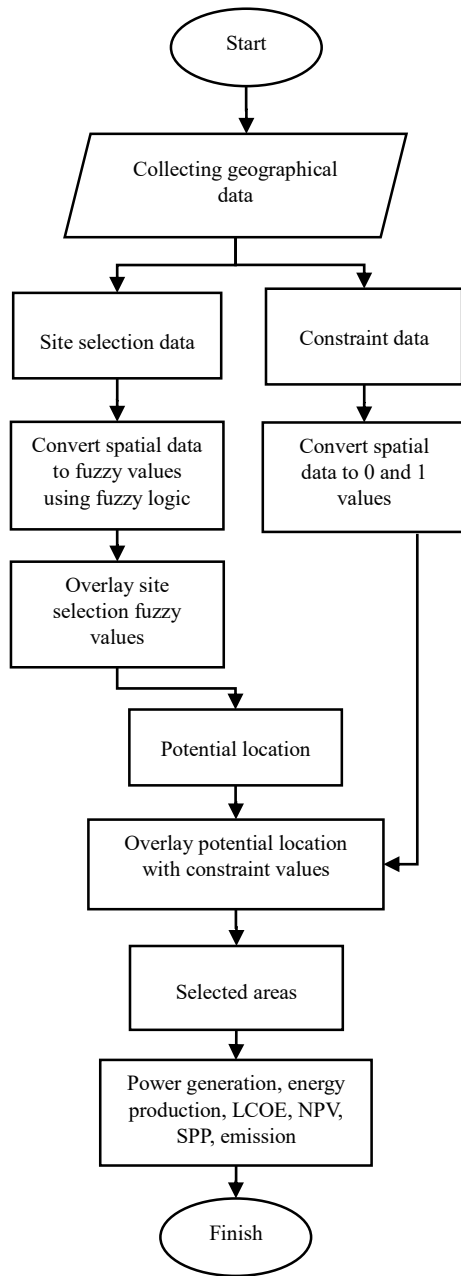 Start
Collecting geographical
data
Site selection data
Constraint data
Convert spatial data
to fuzzy values
using fuzzy logic
Convert spatial
data to 0 and 1
values
Overlay site
selection fuzzy
values
Potential location
Overlay potential location
with constraint values
Selected areas
Power generation, energy
production, LCOE, NPV,
SPP, emission
Finish